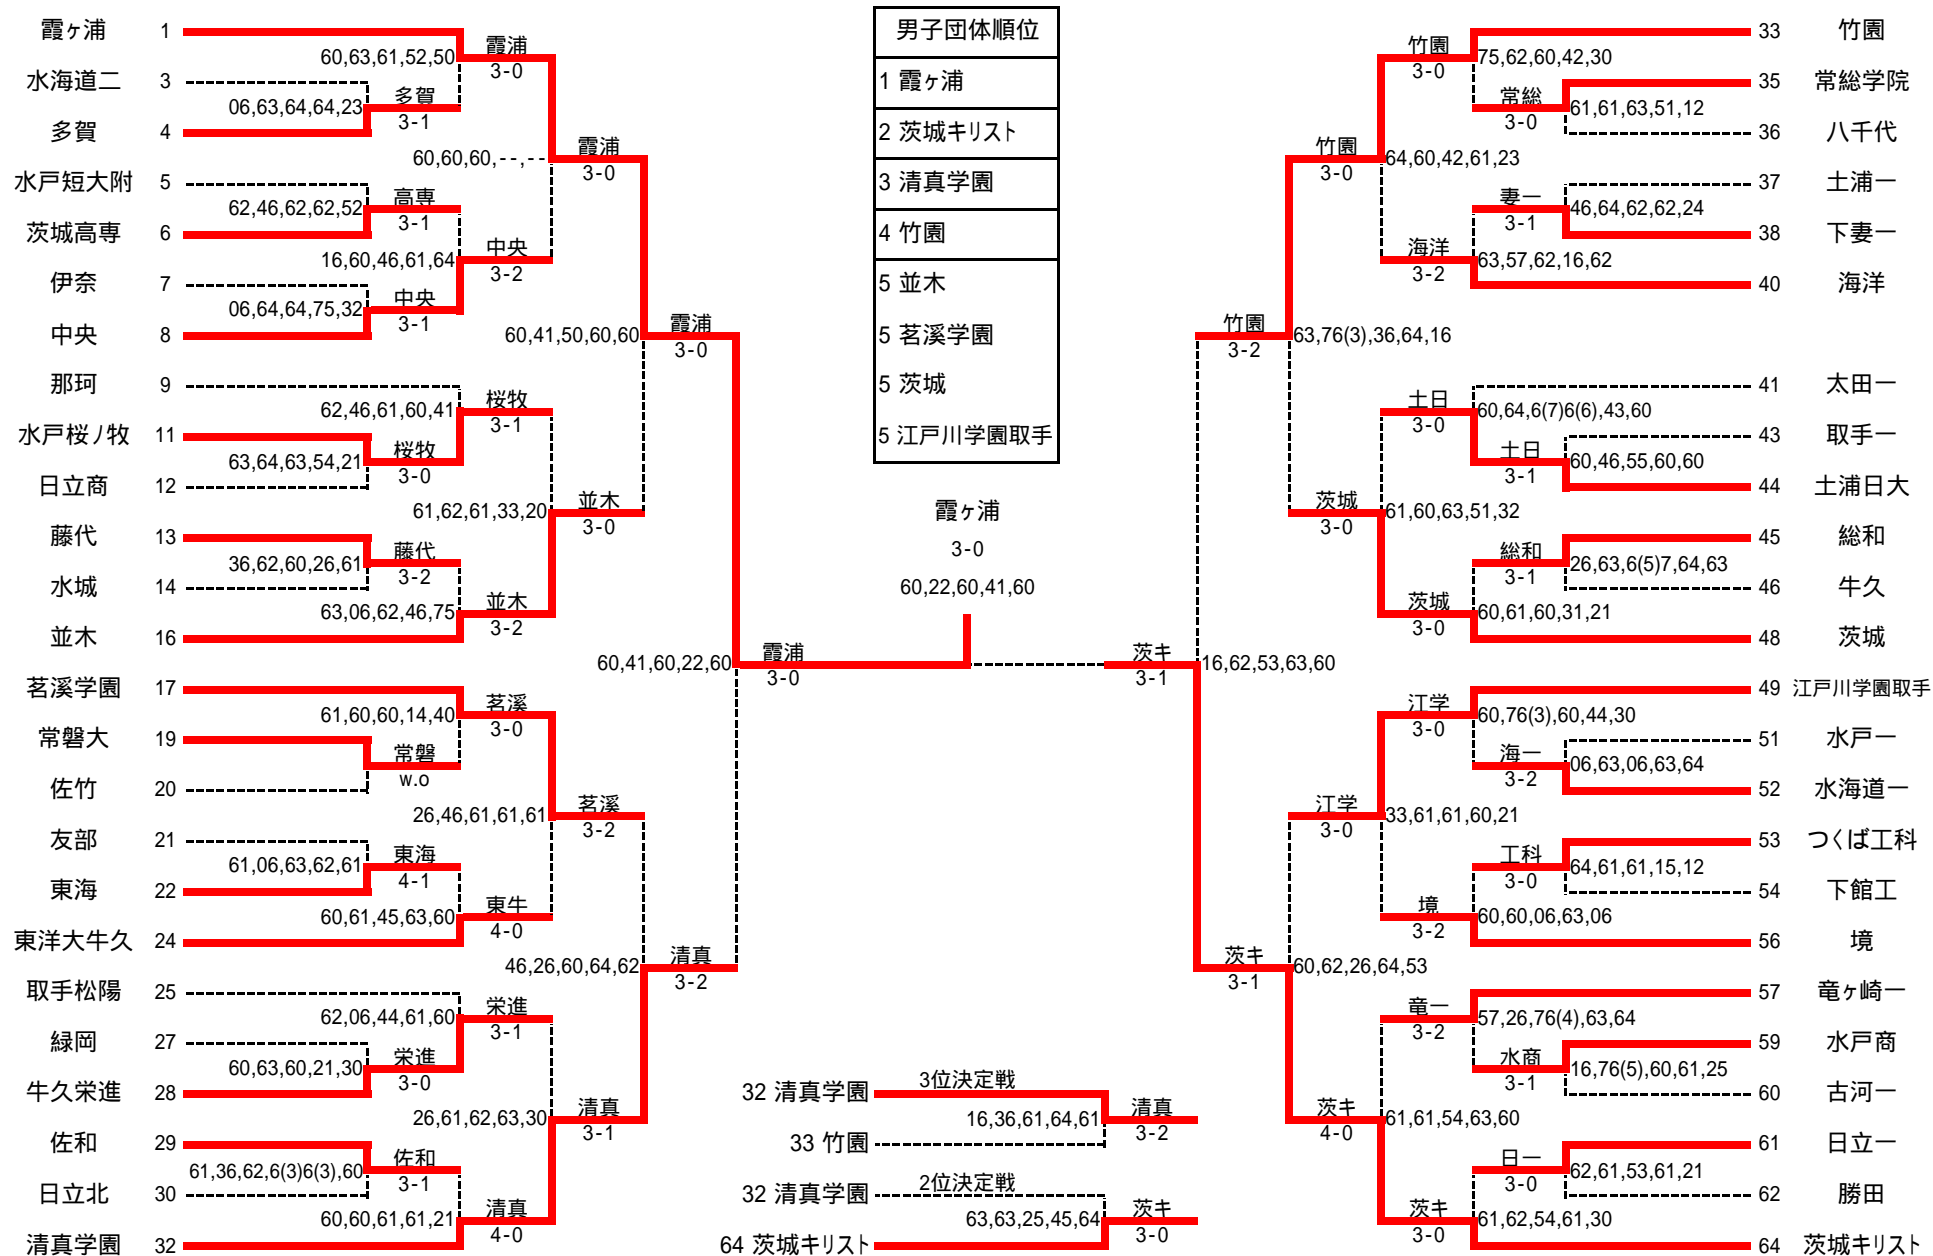 霞ヶ浦 1
60,63,61,52,50
霞浦
3-0
水海道二 3
06,63,64,64,23
多賀
3-1
多賀 4
60,60,60,--,--
霞浦
3-0
水戸短大附 5
62,46,62,62,52
高専
3-1
茨城高専 6
16,60,46,61,64
中央
3-2
伊奈 7
06,64,64,75,32
中央
3-1
中央 8
60,41,50,60,60
霞浦
3-0
那珂 9
62,46,61,60,41
桜牧
3-1
水戸桜ノ牧 11
63,64,63,54,21
桜牧
3-0
日立商 12
61,62,61,33,20
並木
3-0
藤代 13
36,62,60,26,61
藤代
3-2
水城 14
63,06,62,46,75
並木
3-2
並木 16
60,41,60,22,60
霞浦
3-0
茗溪学園 17
61,60,60,14,40
茗溪
3-0
常磐大 19
常磐
w.o
佐竹 20
26,46,61,61,61
茗溪
3-2
友部 21
61,06,63,62,61
東海
4-1
東海 22
60,61,45,63,60
東牛
4-0
東洋大牛久 24
46,26,60,64,62
清真
3-2
取手松陽 25
62,06,44,61,60
栄進
3-1
緑岡 27
60,63,60,21,30
栄進
3-0
牛久栄進 28
26,61,62,63,30
清真
3-1
佐和 29
61,36,62,6(3)6(3),60
佐和
3-1
日立北 30
60,60,61,61,21
清真
4-0
清真学園 32
男子団体順位
1 霞ヶ浦
2 茨城キリスト
3 清真学園
4 竹園
5 並木
5 茗溪学園
5 茨城
5 江戸川学園取手
霞ヶ浦
3-0
60,22,60,41,60
32 清真学園
3位決定戦
16,36,61,64,61
清真
3-2
33 竹園
32 清真学園
2位決定戦
63,63,25,45,64
茨キ
3-0
64 茨城キリスト
竹園
3-0
75,62,60,42,30
33 竹園
常総
3-0
61,61,63,51,12
35 常総学院
36 八千代
竹園
3-0
64,60,42,61,23
妻一
3-1
46,64,62,62,24
37 土浦一
38 下妻一
海洋
3-2
63,57,62,16,62
40 海洋
竹園
3-2
63,76(3),36,64,16
土日
3-0
60,64,6(7)6(6),43,60
41 太田一
土日
3-1
60,46,55,60,60
43 取手一
44 土浦日大
茨城
3-0
61,60,63,51,32
総和
3-1
26,63,6(5)7,64,63
45 総和
46 牛久
茨城
3-0
60,61,60,31,21
48 茨城
茨キ
3-1
16,62,53,63,60
江学
3-0
60,76(3),60,44,30
49 江戸川学園取手
海一
3-2
06,63,06,63,64
51 水戸一
52 水海道一
江学
3-0
33,61,61,60,21
工科
3-0
64,61,61,15,12
53 つくば工科
54 下館工
境
3-2
60,60,06,63,06
56 境
茨キ
3-1
60,62,26,64,53
竜一
3-2
57,26,76(4),63,64
57 竜ヶ崎一
水商
3-1
16,76(5),60,61,25
59 水戸商
60 古河一
茨キ
4-0
61,61,54,63,60
日一
3-0
62,61,53,61,21
61 日立一
62 勝田
茨キ
3-0
61,62,54,61,30
64 茨城キリスト